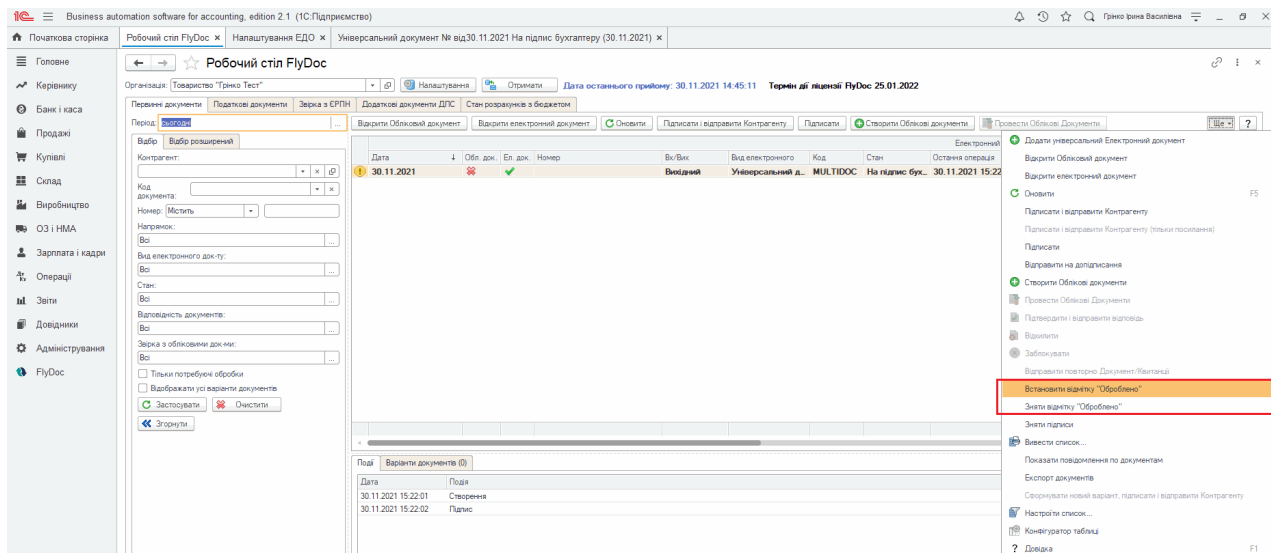 Business automation software for accounting, edition 2.1 (1С:Підприємство)
Грінко Ірина Василівна
Початкова сторінка
Робочий стіл FlyDoc ×
Налаштування ЕДО ×
Універсальний документ № від30.11.2021 На підпис бухгалтеру (30.11.2021) ×
Головне
Керівнику
Банк і каса
Продажі
Купівлі
Склад
Виробництво
ОЗ і НМА
Зарплата і кадри
Операції
Звіти
Довідники
Адміністрування
FlyDoc
Робочий стіл FlyDoc
Організація: Товариство "Грінко Тест"
Налаштування
Отримати
Дата останнього прийому: 30.11.2021 14:45:11
Термін дії ліцензії FlyDoc 25.01.2022
Первинні документи
Податкові документи
Звірка з ЄРПН
Додаткові документи ДПС
Стан розрахунків з бюджетом
Період: сьогодні ...
Відкрити Обліковий документ
Відкрити електронний документ
Оновити
Підписати і відправити Контрагенту
Підписати
Створити Облікові документи
Провести Облікові Документи
Ще
?
Відбір
Відбір розширений
Контрагент:
Код
документа:
Номер: Містить
Напрямок:
Всі ...
Вид електронного док-ту:
Всі ...
Стан:
Всі ...
Відповідність документів:
Всі ...
Звірка з обліковими док-ми:
Всі ...
Тільки потребуючі обробки
Відображати усі варіанти документів
Застосувати
Очистити
Згорнути
Електронний
Дата ↓ Обл. док. Ел. док. Номер Вх/Вих Вид електронного Код Стан Остання операція
30.11.2021 Вихідний Універсальний д... MULTIDOC На підпис бух... 30.11.2021 15:22
Події
Варіанти документів (0)
Дата Подія
30.11.2021 15:22:01 Створення
30.11.2021 15:22:02 Підпис
Додати універсальний Електронний документ
Відкрити Обліковий документ
Відкрити електронний документ
Оновити F5
Підписати і відправити Контрагенту
Підписати і відправити Контрагенту (тільки посилання)
Підписати
Відправити на допідписання
Створити Облікові документи
Провести Облікові Документи
Підтвердити і відправити відповідь
Відхилити
Заблокувати
Відправити повторно Документ/Квитанції
Встановити відмітку "Оброблено"
Зняти відмітку "Оброблено"
Зняти підписи
Вивести список...
Показати повідомлення по документам
Експорт документів
Сформувати новий варіант, підписати і відправити Контрагенту
Настроїти список...
Конфігуратор таблиці
Довідка F1